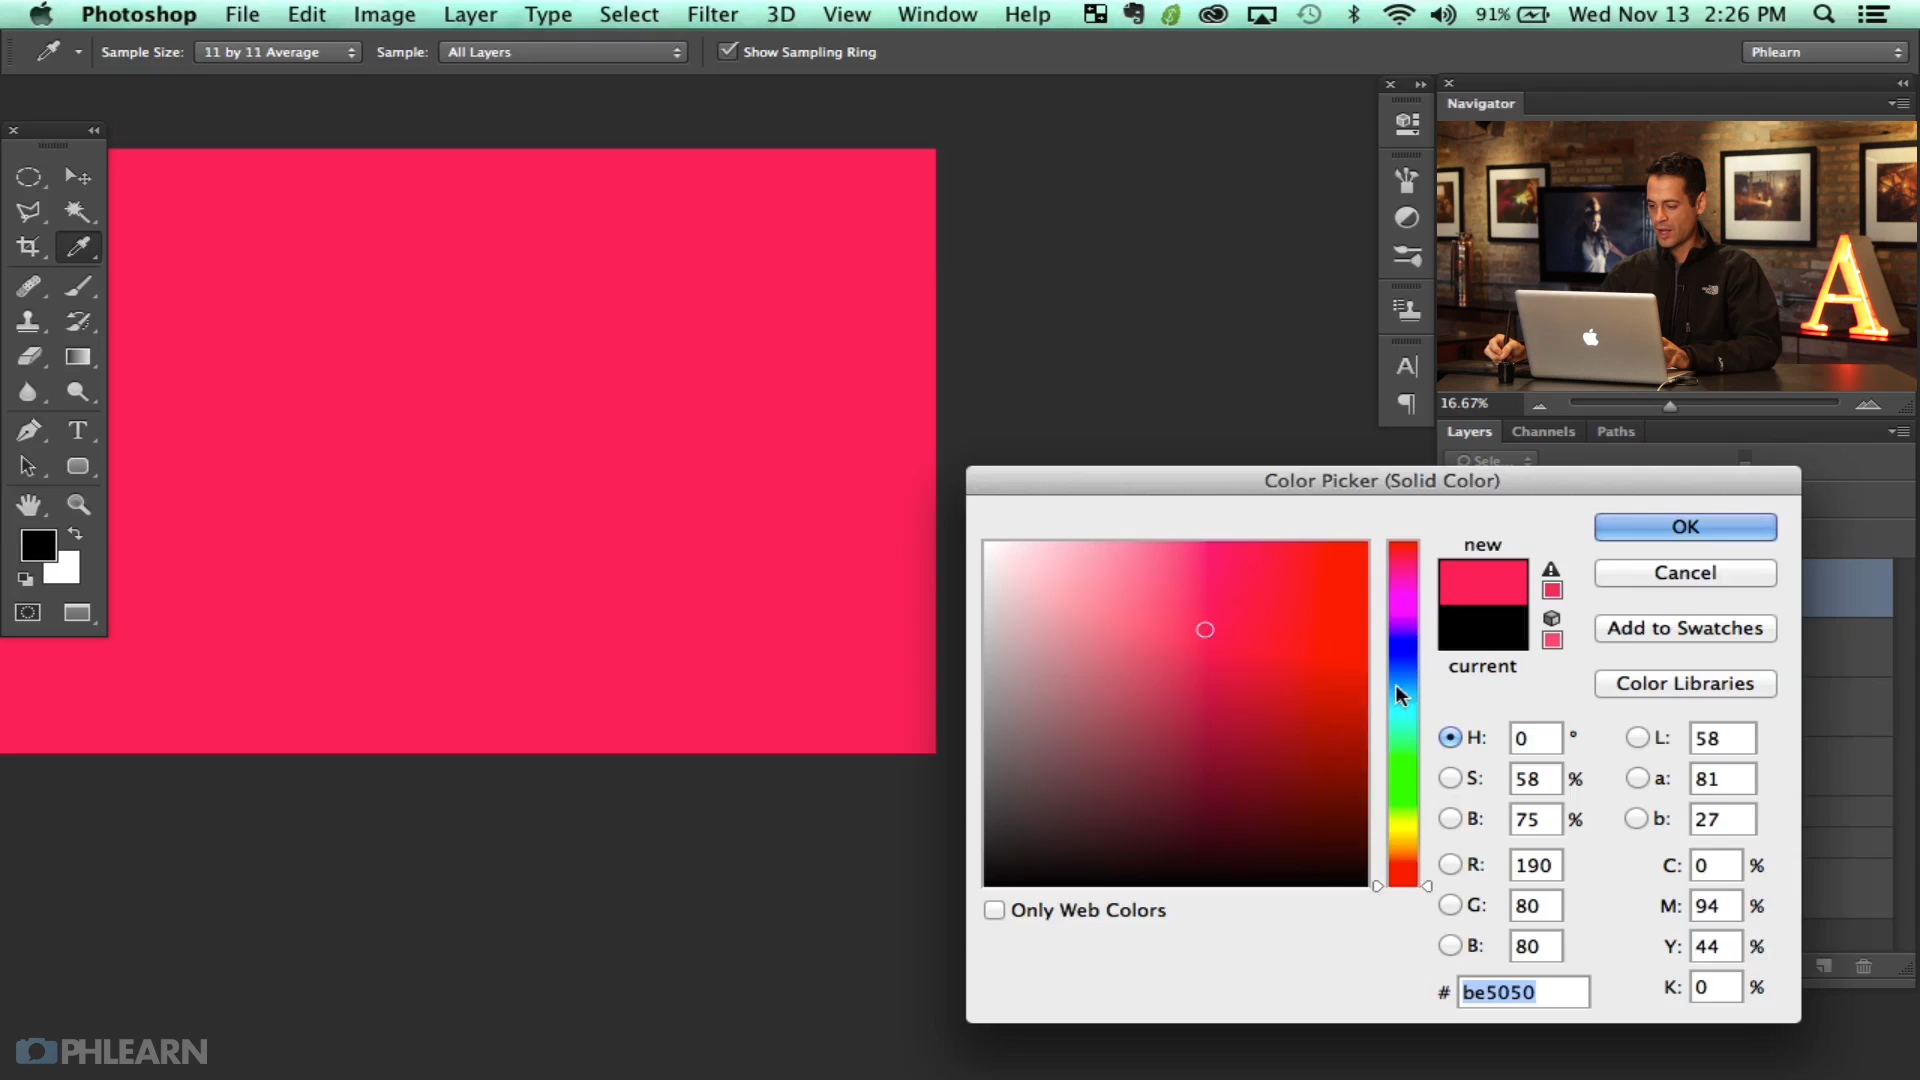 Photoshop File Edit Image Layer Type Select Filter 3D View Window Help 91% Wed Nov 13 2:26 PM
Sample Size: 11 by 11 Average Sample: All Layers Show Sampling Ring Phlearn
Navigator
A
16.67%
Layers Channels Paths
Sele...
Color Picker (Solid Color)
OK
new
Cancel
Add to Swatches
current
Color Libraries
H: 0 ° L: 58
S: 58 % a: 81
B: 75 % b: 27
R: 190 C: 0 %
Only Web Colors
G: 80 M: 94 %
B: 80 Y: 44 %
# be5050 K: 0 %
PHLEARN